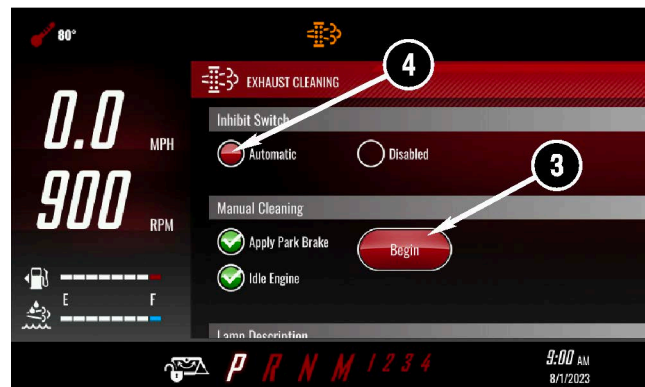 80°
EXHAUST CLEANING
4
Inhibit Switch
Automatic
Disabled
3
0.0 MPH
900 RPM
Manual Cleaning
Apply Park Brake
Begin
Idle Engine
E F
Lamp Description
P R N M 1 2 3 4
9:00 AM
8/1/2023